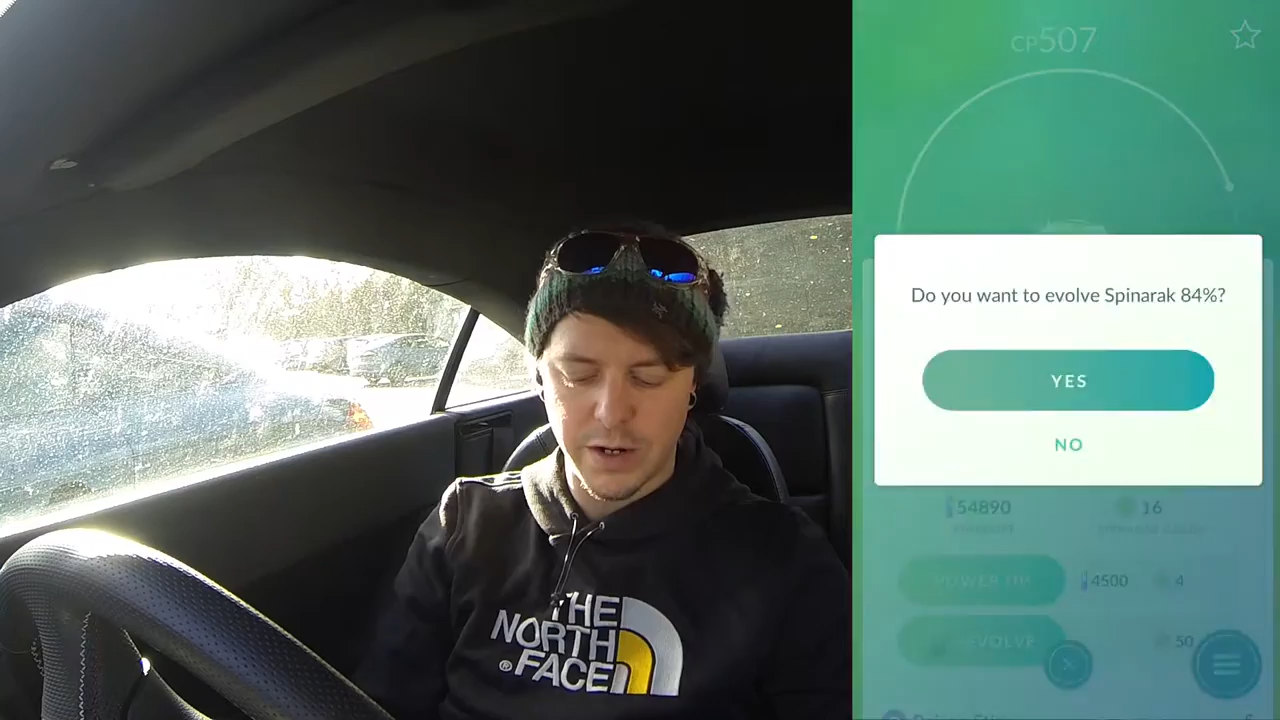 CP507
Do you want to evolve Spinarak 84%?
YES
NO
54890
16
POWER UP
4500
4
EVOLVE
50
THE
NORTH
® FACE